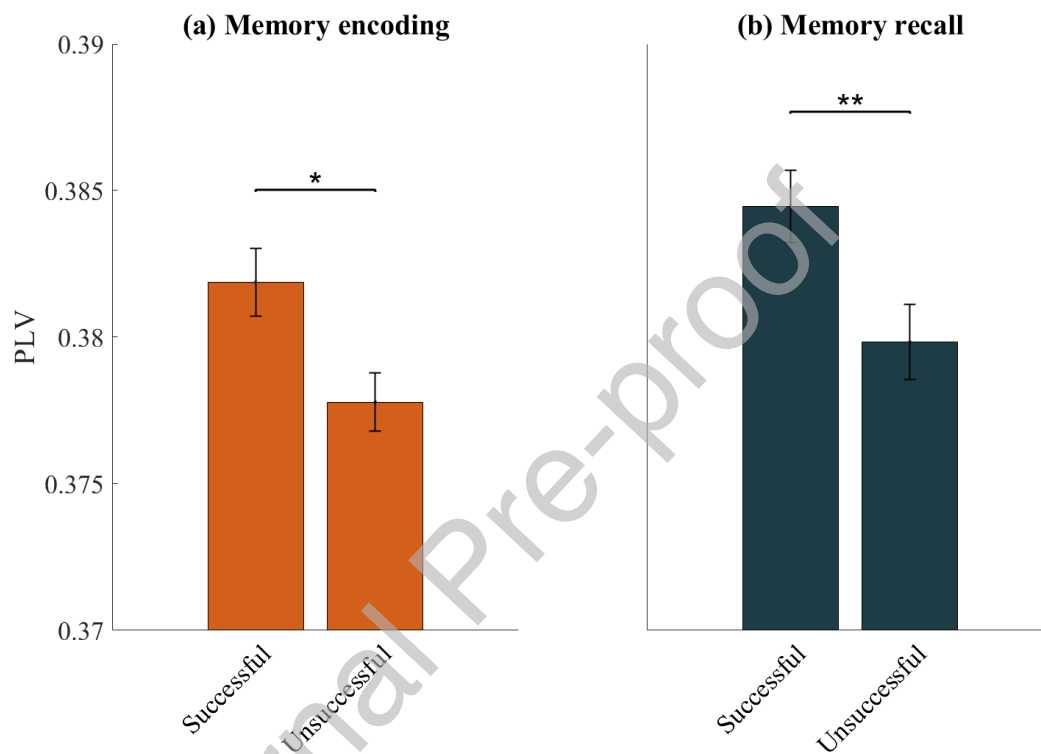 (a) Memory encoding
(b) Memory recall
0.39
0.385
0.38
0.375
0.37
PLV
*
**
Successful
Unsuccessful
Successful
Unsuccessful
Pre-proof